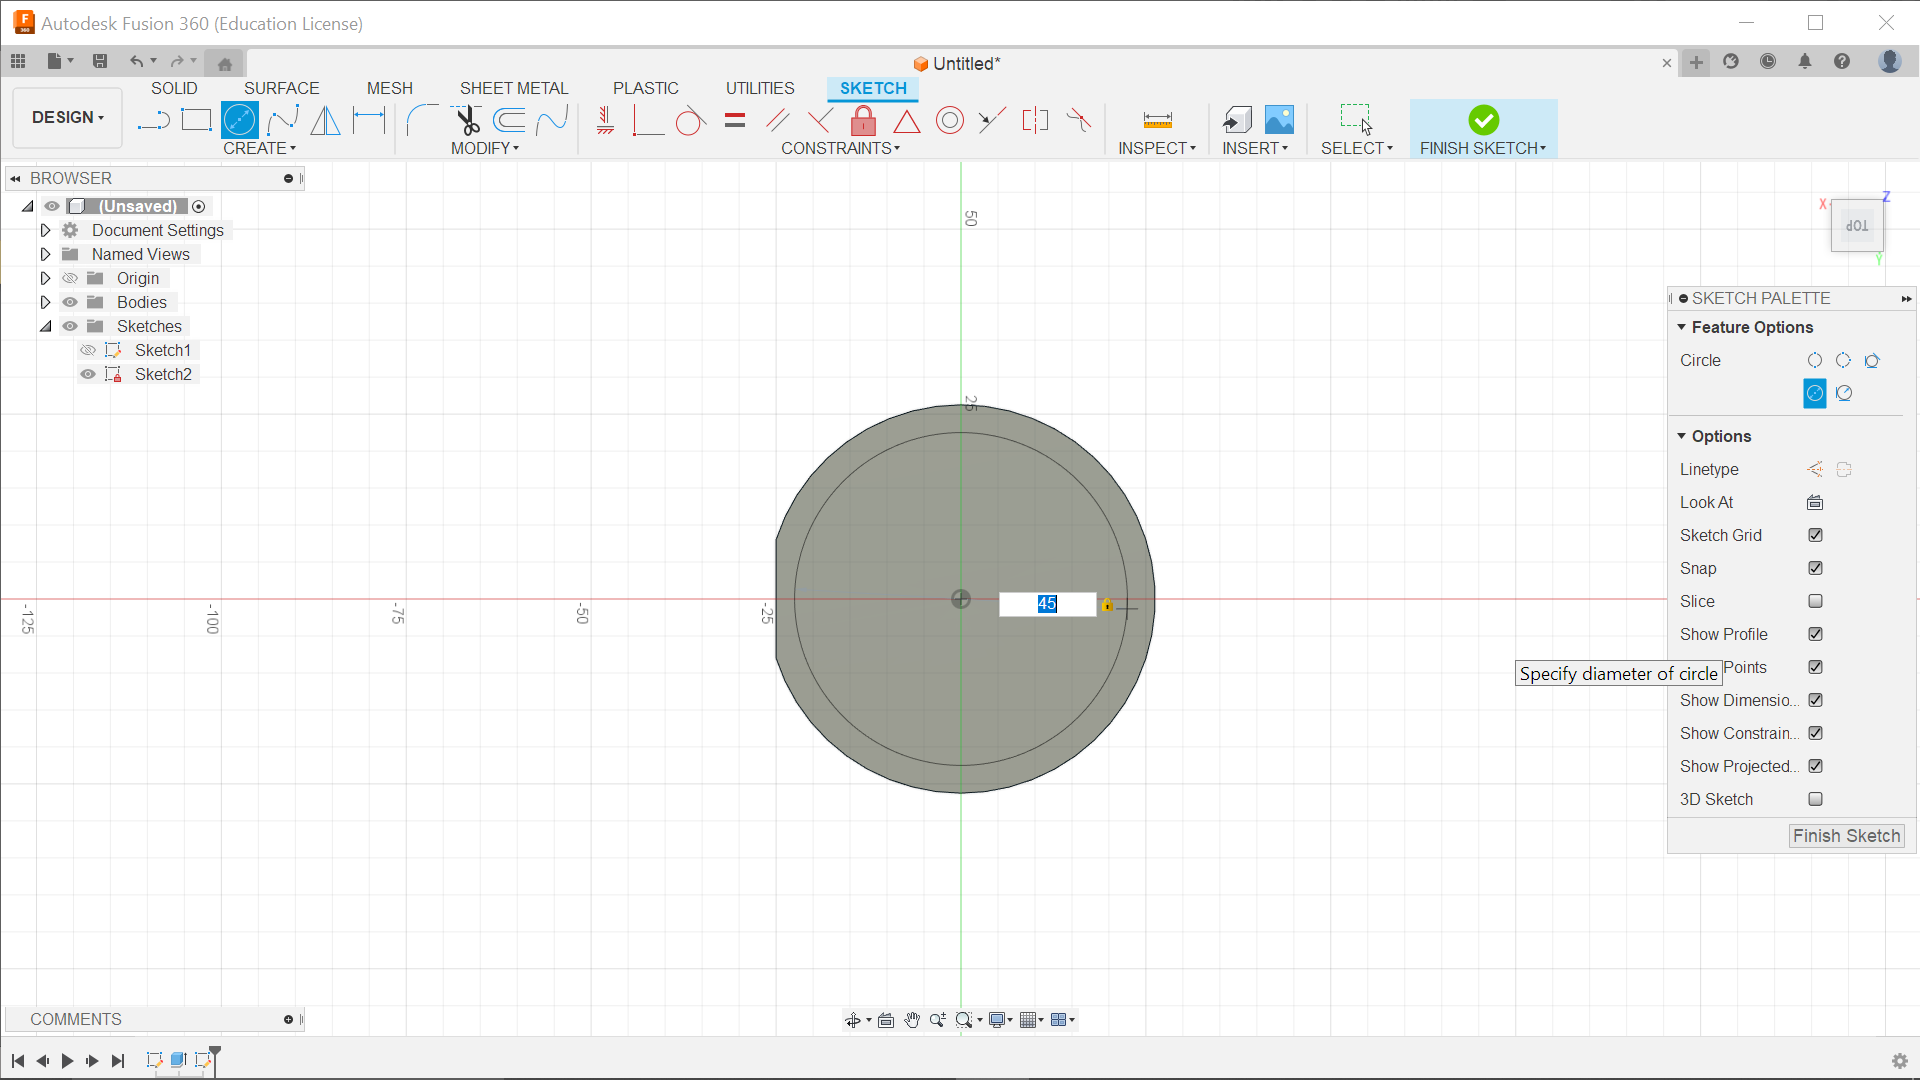 Autodesk Fusion 360 (Education License)
Untitled*
SOLID SURFACE MESH SHEET METAL PLASTIC UTILITIES SKETCH
DESIGN
CREATE MODIFY CONSTRAINTS INSPECT INSERT SELECT FINISH SKETCH
BROWSER
(Unsaved)
Document Settings
Named Views
Origin
Bodies
Sketches
Sketch1
Sketch2
50
25
-125
-100
-75
-50
-25
45
X
Z
TOP
Y
SKETCH PALETTE
Feature Options
Circle
Options
Linetype
Look At
Sketch Grid
Snap
Slice
Show Profile
Points
Specify diameter of circle
Show Dimensio...
Show Constrain...
Show Projected...
3D Sketch
Finish Sketch
COMMENTS